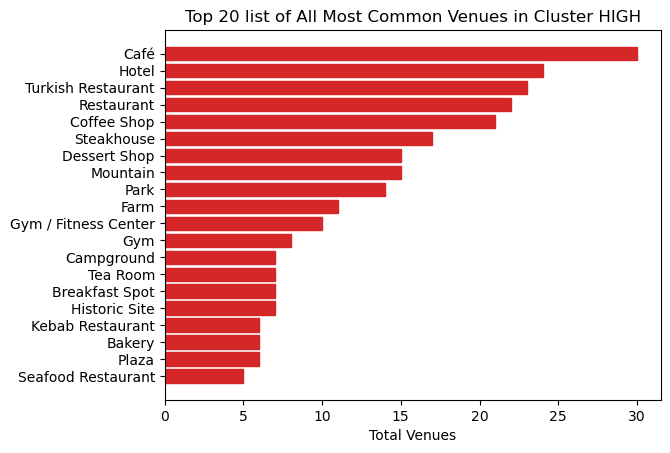 Top 20 list of All Most Common Venues in Cluster HIGH
Café
Hotel
Turkish Restaurant
Restaurant
Coffee Shop
Steakhouse
Dessert Shop
Mountain
Park
Farm
Gym / Fitness Center
Gym
Campground
Tea Room
Breakfast Spot
Historic Site
Kebab Restaurant
Bakery
Plaza
Seafood Restaurant
0 5 10 15 20 25 30
Total Venues